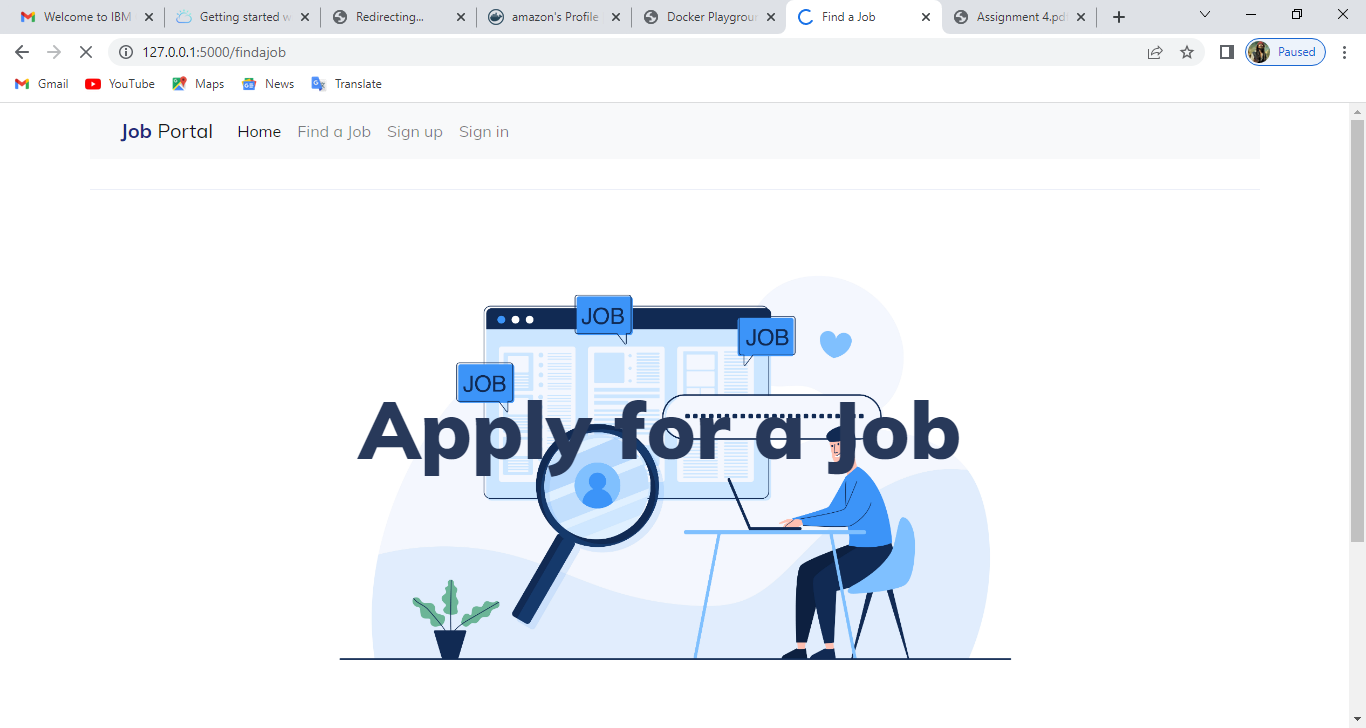 Welcome to IBM
Getting started w
Redirecting...
amazon's Profile
Docker Playgroun
Find a Job
Assignment 4.pdf
127.0.0.1:5000/findajob
Paused
Gmail
YouTube
Maps
News
Translate
Job Portal
Home
Find a Job
Sign up
Sign in
JOB
JOB
JOB
Apply for a Job